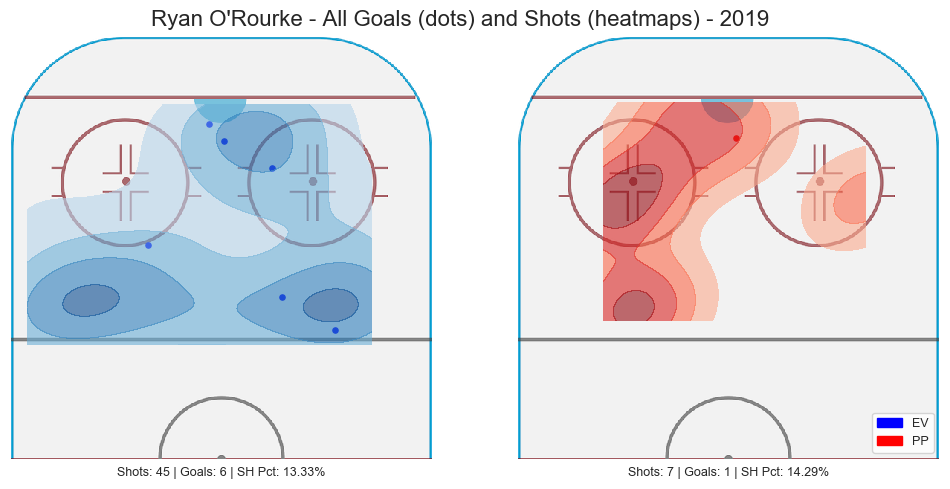 Ryan O'Rourke - All Goals (dots) and Shots (heatmaps) - 2019
EV
PP
Shots: 45 | Goals: 6 | SH Pct: 13.33%
Shots: 7 | Goals: 1 | SH Pct: 14.29%